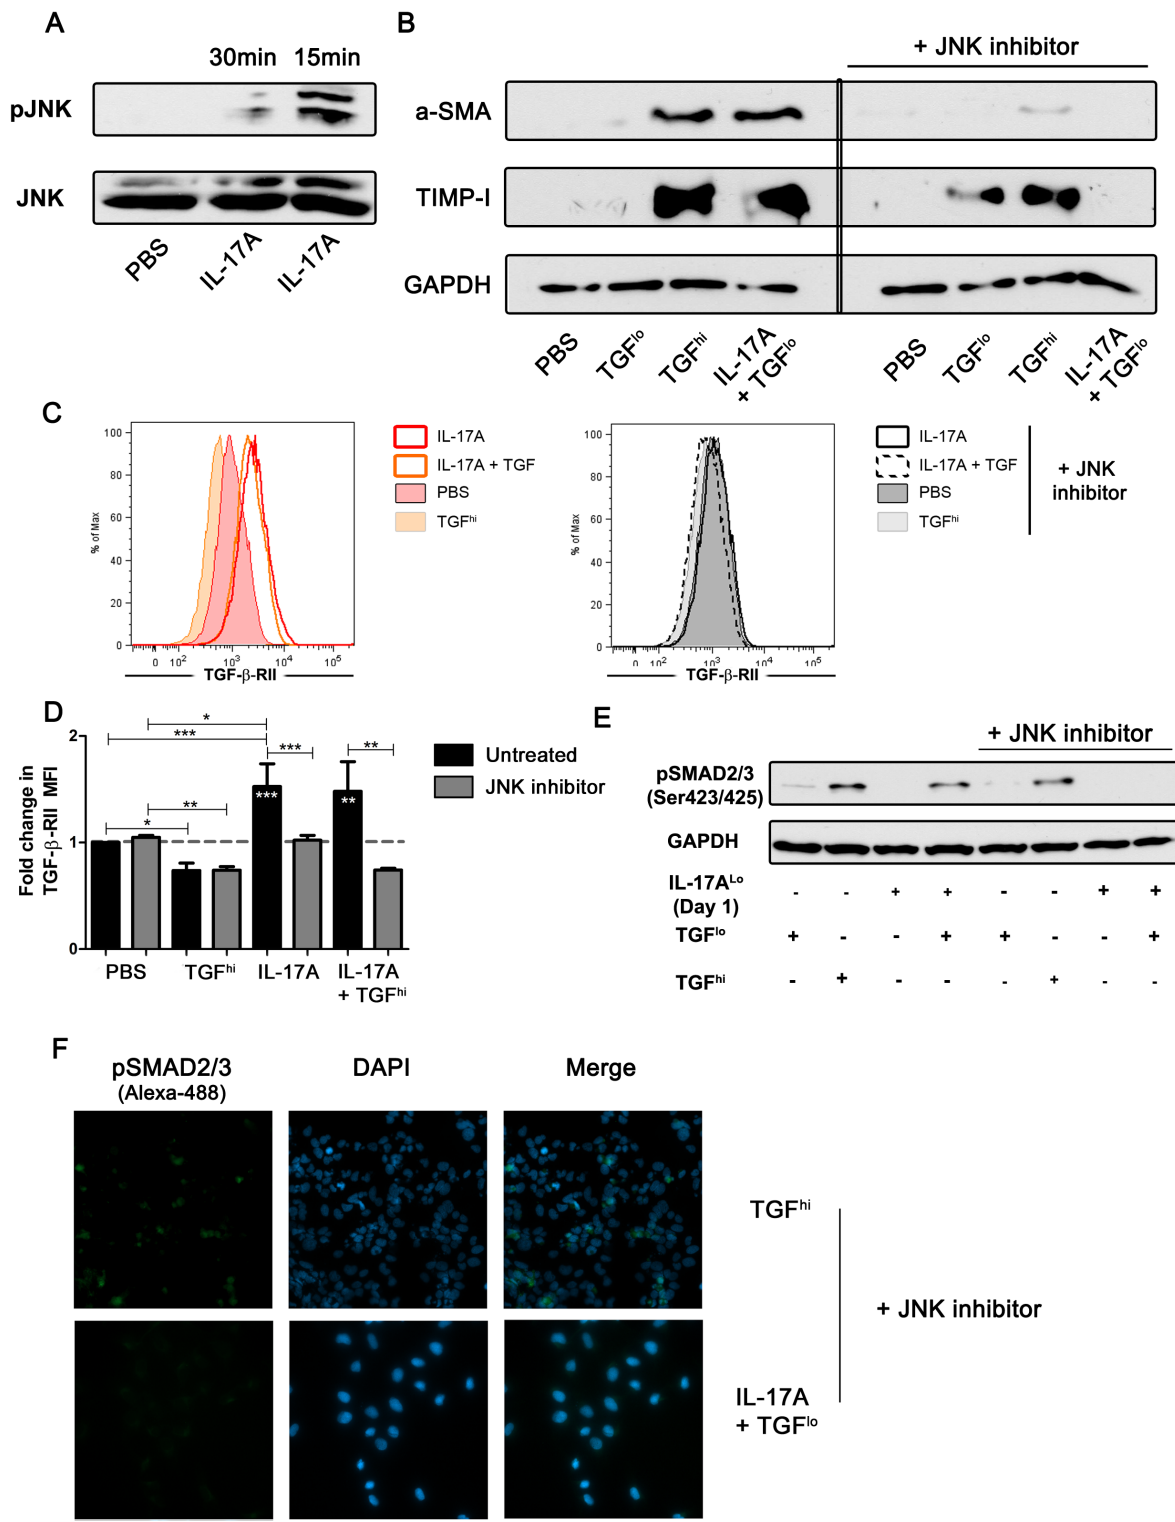 A
30min 15min
pJNK
JNK
PBS
IL-17A
IL-17A
B
+ JNK inhibitor
a-SMA
TIMP-I
GAPDH
PBS
TGFlo
TGFhi
IL-17A
+ TGFlo
PBS
TGFlo
TGFhi
IL-17A
+ TGFlo
C
% of Max
100
80
60
40
20
0
0 10² 10³ 10⁴ 10⁵
TGF-β-RII
IL-17A
IL-17A + TGF
PBS
TGFhi
% of Max
100
80
60
40
20
0
0 10² 10³ 10⁴ 10⁵
TGF-β-RII
IL-17A
IL-17A + TGF
PBS
TGFhi
+ JNK
inhibitor
D
Fold change in
TGF-β-RII MFI
2
1
0
*
***
***
**
**
*
***
**
PBS TGFhi IL-17A IL-17A
+ TGFhi
Untreated
JNK inhibitor
E
+ JNK inhibitor
pSMAD2/3
(Ser423/425)
GAPDH
IL-17ALo - - + + - - + +
(Day 1)
TGFlo + - - + + - - +
TGFhi - + - - - + - -
F
pSMAD2/3 DAPI Merge
(Alexa-488)
TGFhi
+ JNK inhibitor
IL-17A
+ TGFlo